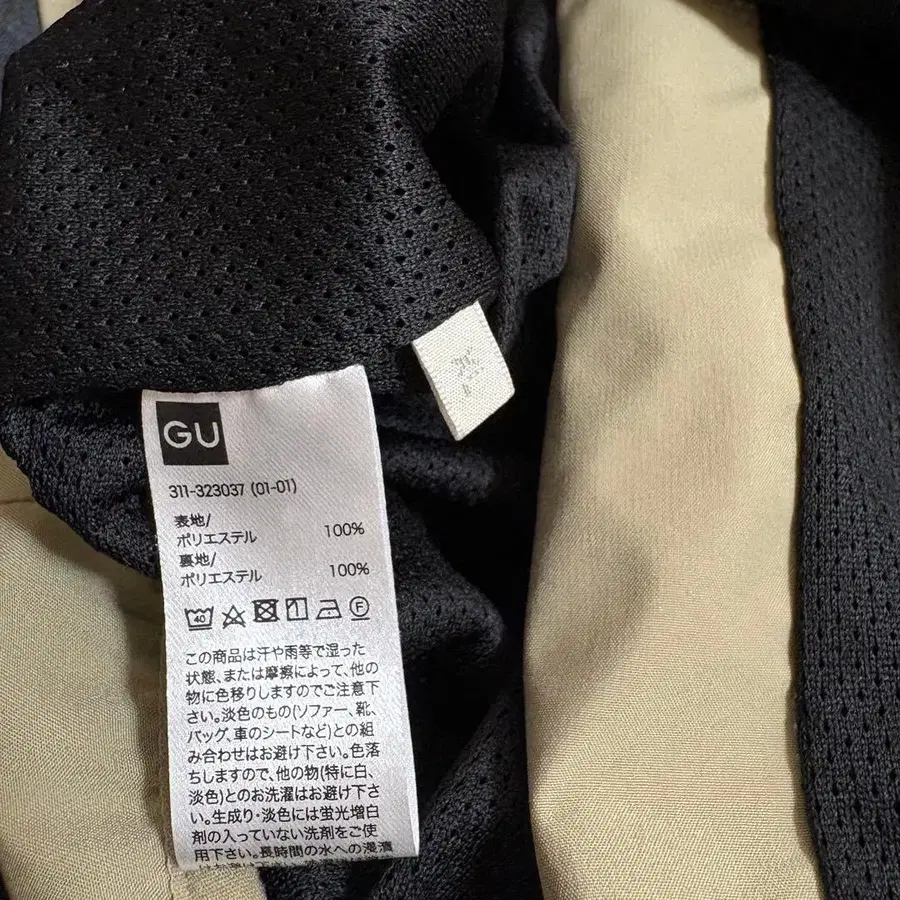 GU
311-323037 (01-01)
表地/
ポリエステル 100%
裏地/
ポリエステル 100%
40
F
この商品は汗や雨等で湿った
状態、または摩擦によって、他の
物に色移りしますのでご注意下
さい。淡色のもの(ソファー、靴、
バッグ、車のシートなど)との組
み合わせはお避け下さい。色落
ちしますので、他の物(特に白、
淡色)とのお洗濯はお避け下さ
い。生成り・淡色には蛍光増白
剤の入っていない洗剤をご使
用下さい。長時間の水への浸漬
はお避け下さい。